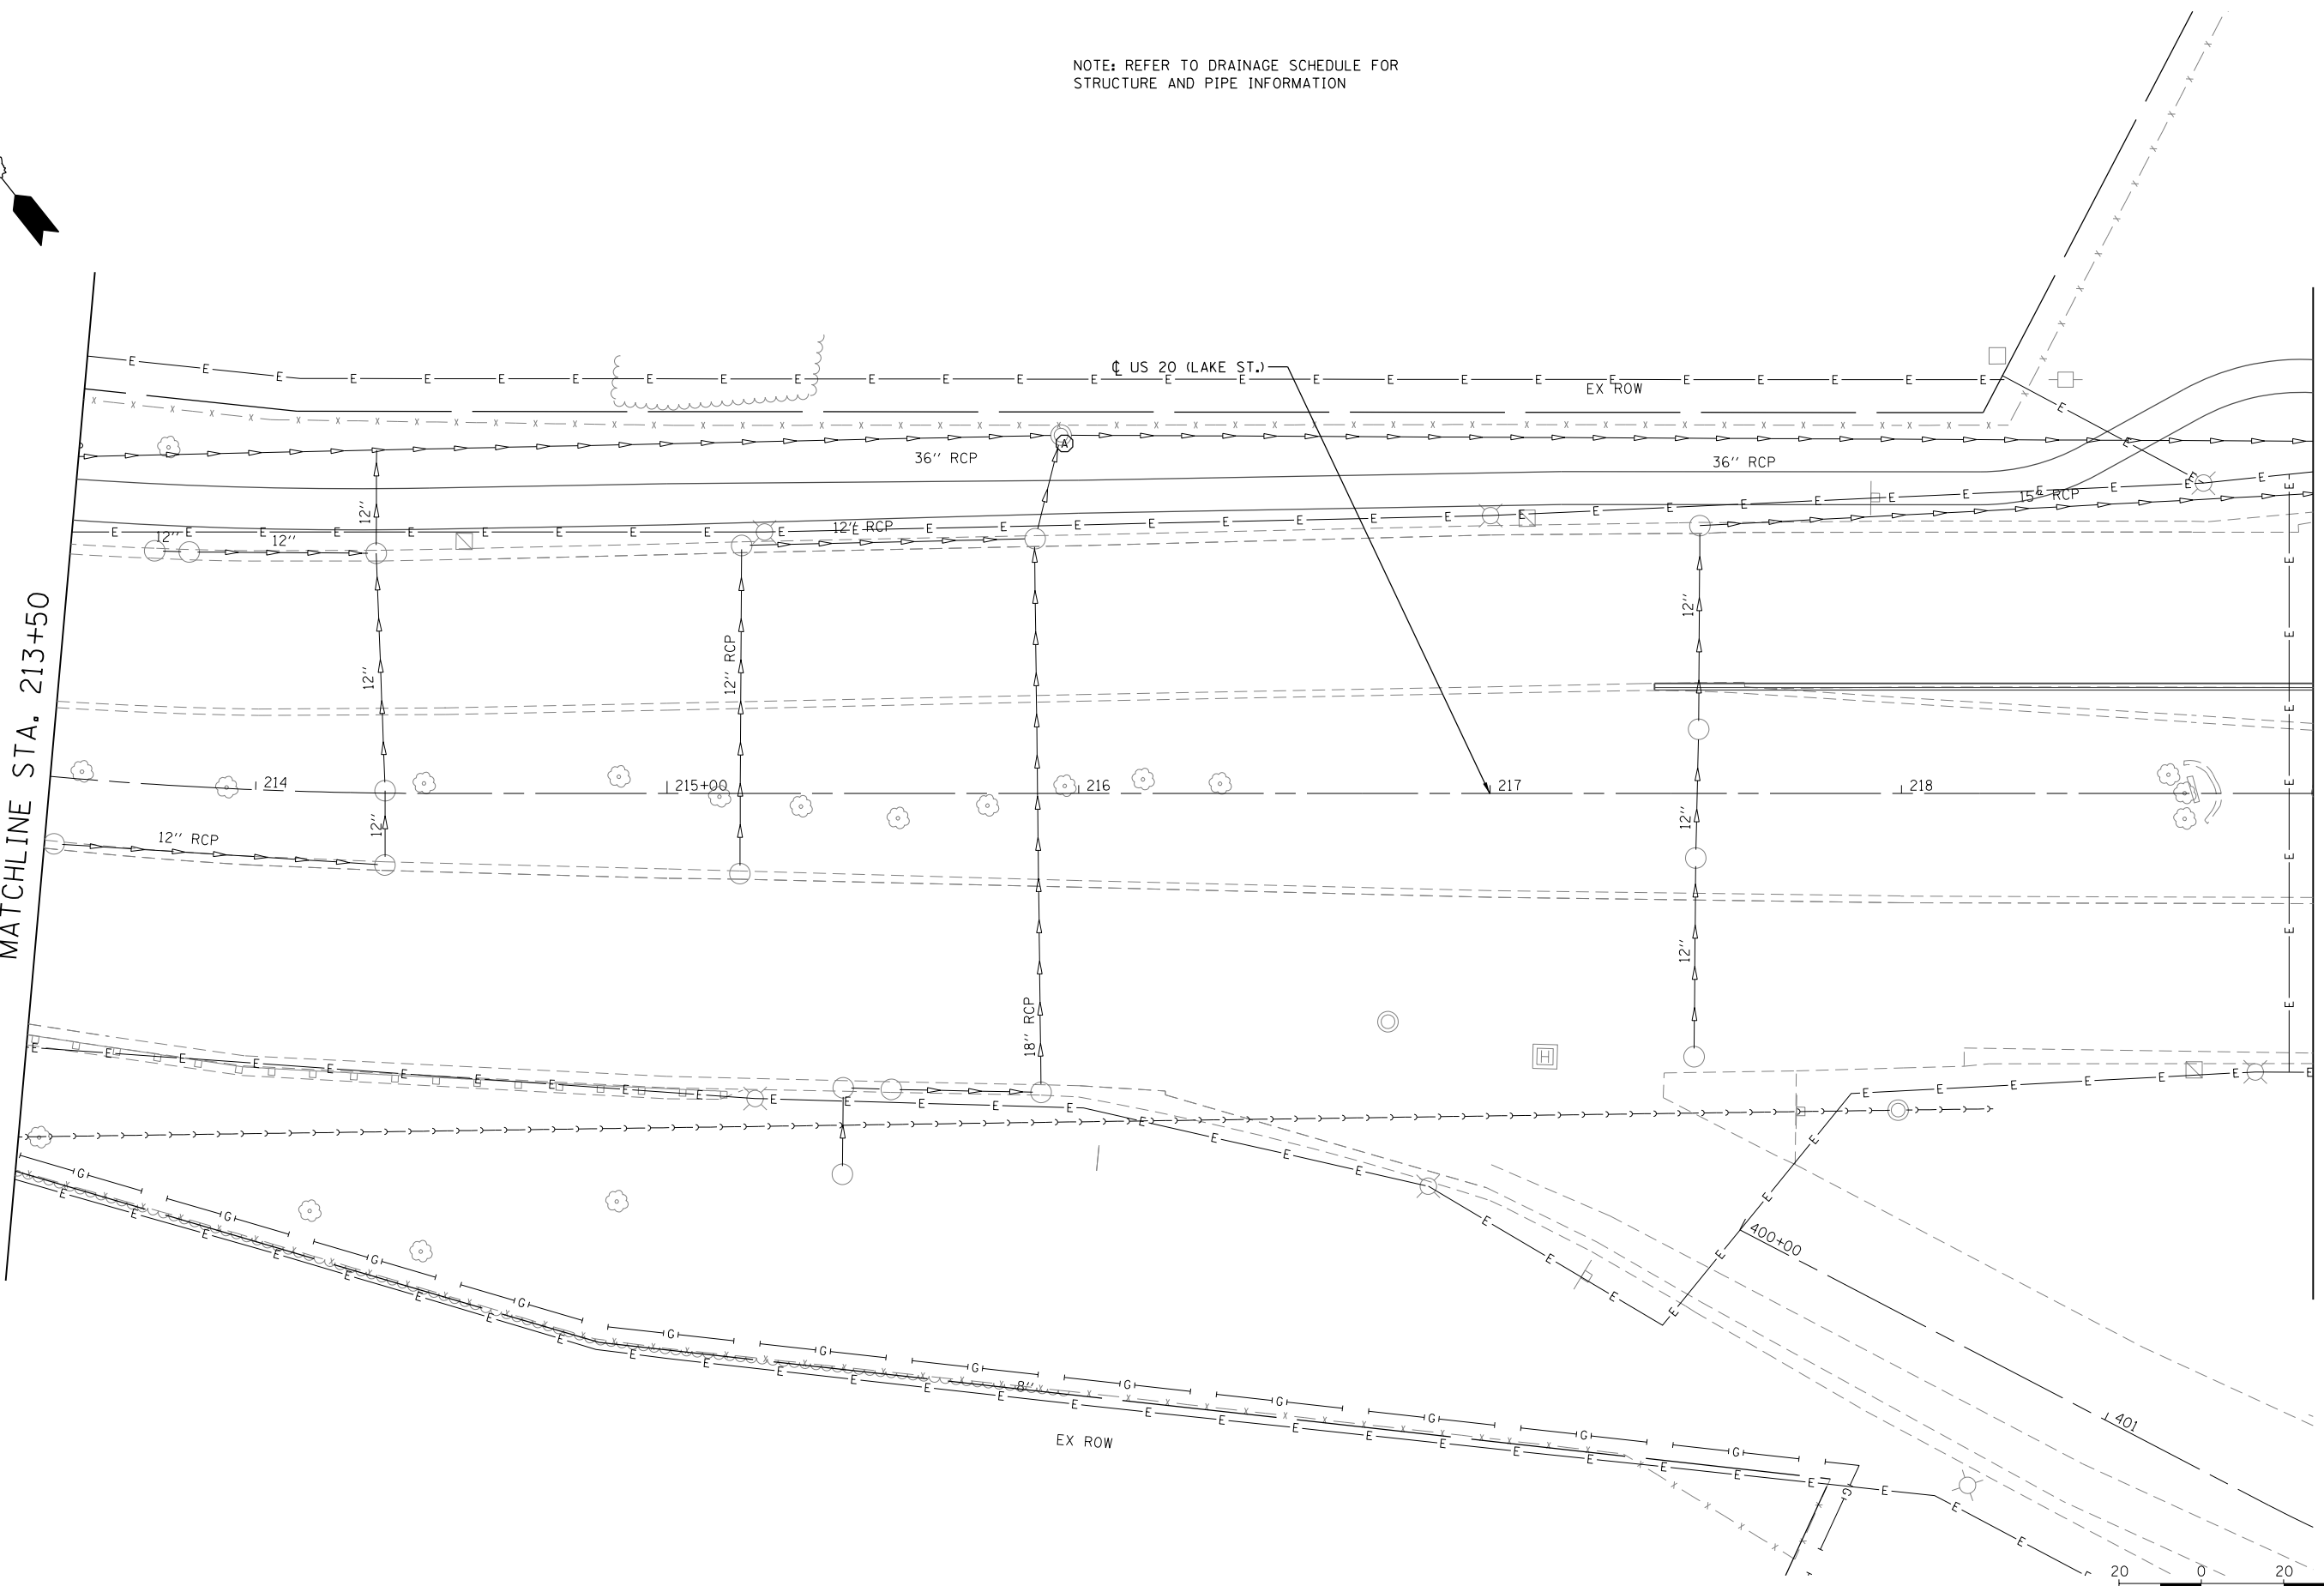 NOTE: REFER TO DRAINAGE SCHEDULE FOR
STRUCTURE AND PIPE INFORMATION
℄ US 20 (LAKE ST.)
EX ROW
36" RCP
36" RCP
15" RCP
12"
12"
12"
12" RCP
12"
MATCHLINE STA. 213+50
12"
12" RCP
214
215+00
216
217
218
12" RCP
12"
12"
12"
18" RCP
A
H
400+00
401
8"
EX ROW
E
G
X
20 0 20